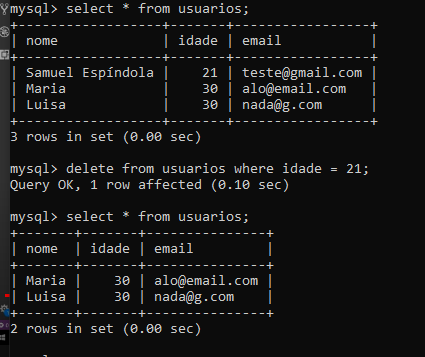 mysql> select * from usuarios;
+------------------+-------+-----------------+
| nome             | idade | email           |
+------------------+-------+-----------------+
| Samuel Espíndola |    21 | teste@gmail.com |
| Maria            |    30 | alo@email.com   |
| Luisa            |    30 | nada@g.com      |
+------------------+-------+-----------------+
3 rows in set (0.00 sec)
mysql> delete from usuarios where idade = 21;
Query OK, 1 row affected (0.10 sec)
mysql> select * from usuarios;
+-------+-------+---------------+
| nome  | idade | email         |
+-------+-------+---------------+
| Maria |    30 | alo@email.com |
| Luisa |    30 | nada@g.com    |
+-------+-------+---------------+
2 rows in set (0.00 sec)